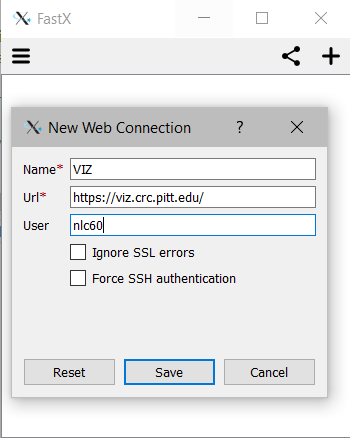 FastX
New Web Connection ?
Name* VIZ
Url* https://viz.crc.pitt.edu/
User nlc60
Ignore SSL errors
Force SSH authentication
Reset Save Cancel